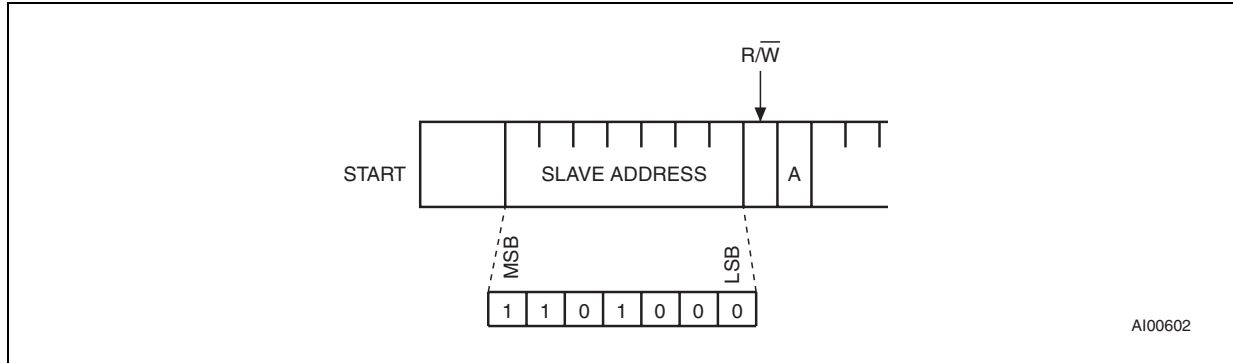 R/W̅
START
SLAVE ADDRESS
A
MSB
LSB
1 1 0 1 0 0 0
AI00602